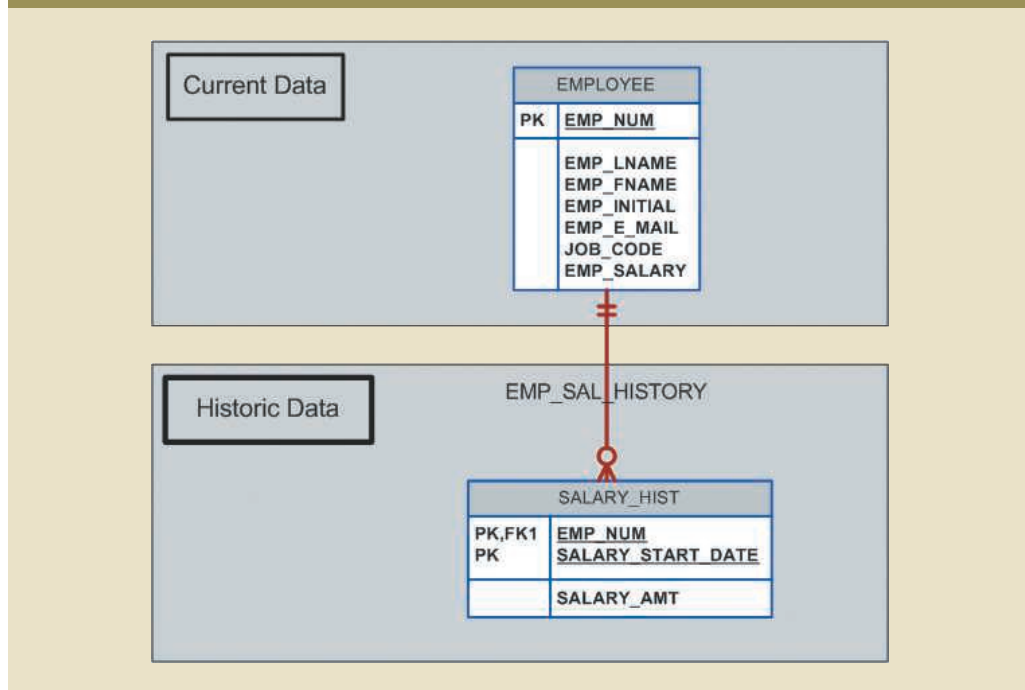 Current Data
EMPLOYEE
PK EMP_NUM
EMP_LNAME
EMP_FNAME
EMP_INITIAL
EMP_E_MAIL
JOB_CODE
EMP_SALARY
Historic Data
EMP_SAL_HISTORY
SALARY_HIST
PK,FK1 EMP_NUM
PK SALARY_START_DATE
SALARY_AMT